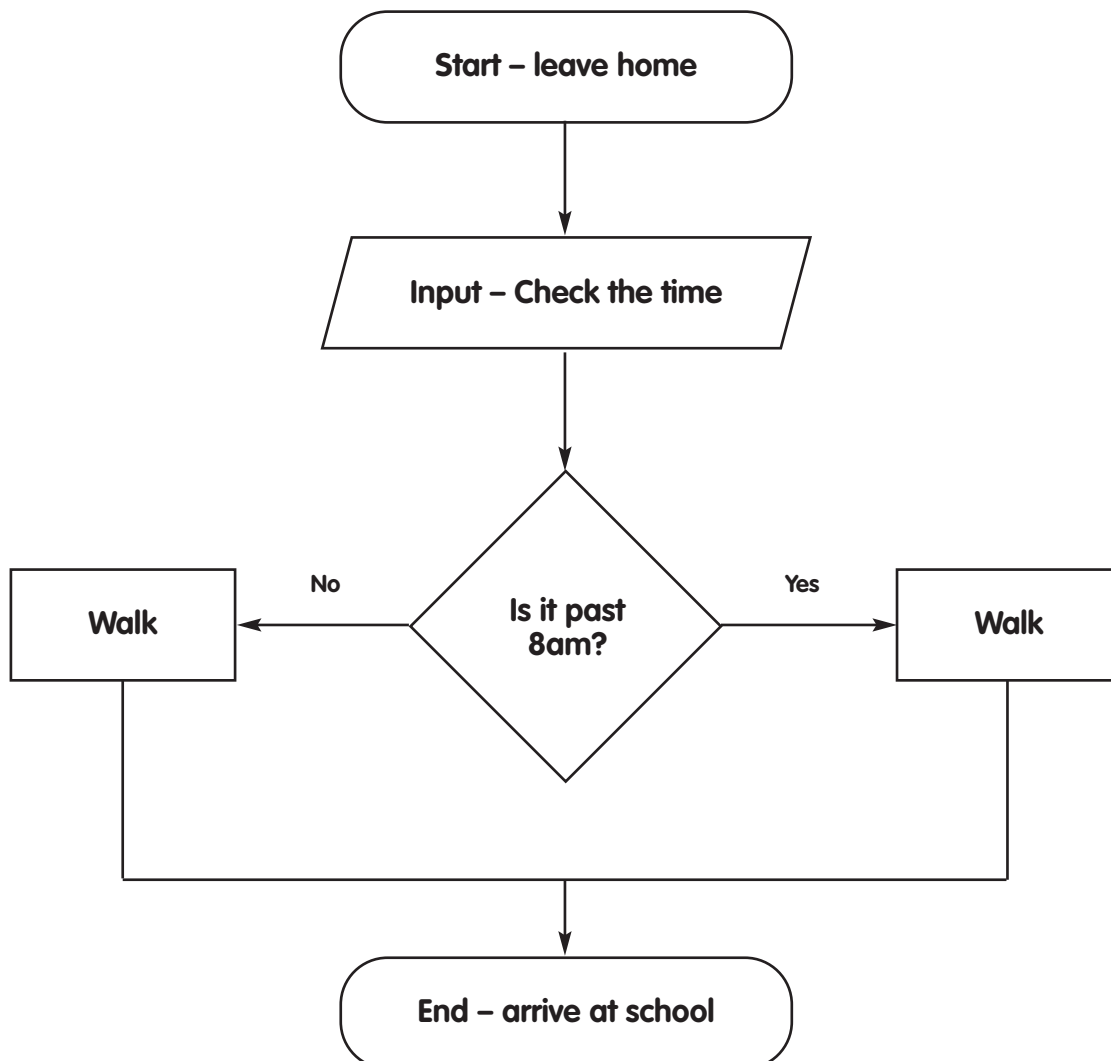 Start – leave home
Input – Check the time
No
Yes
Walk
Is it past
8am?
Walk
End – arrive at school